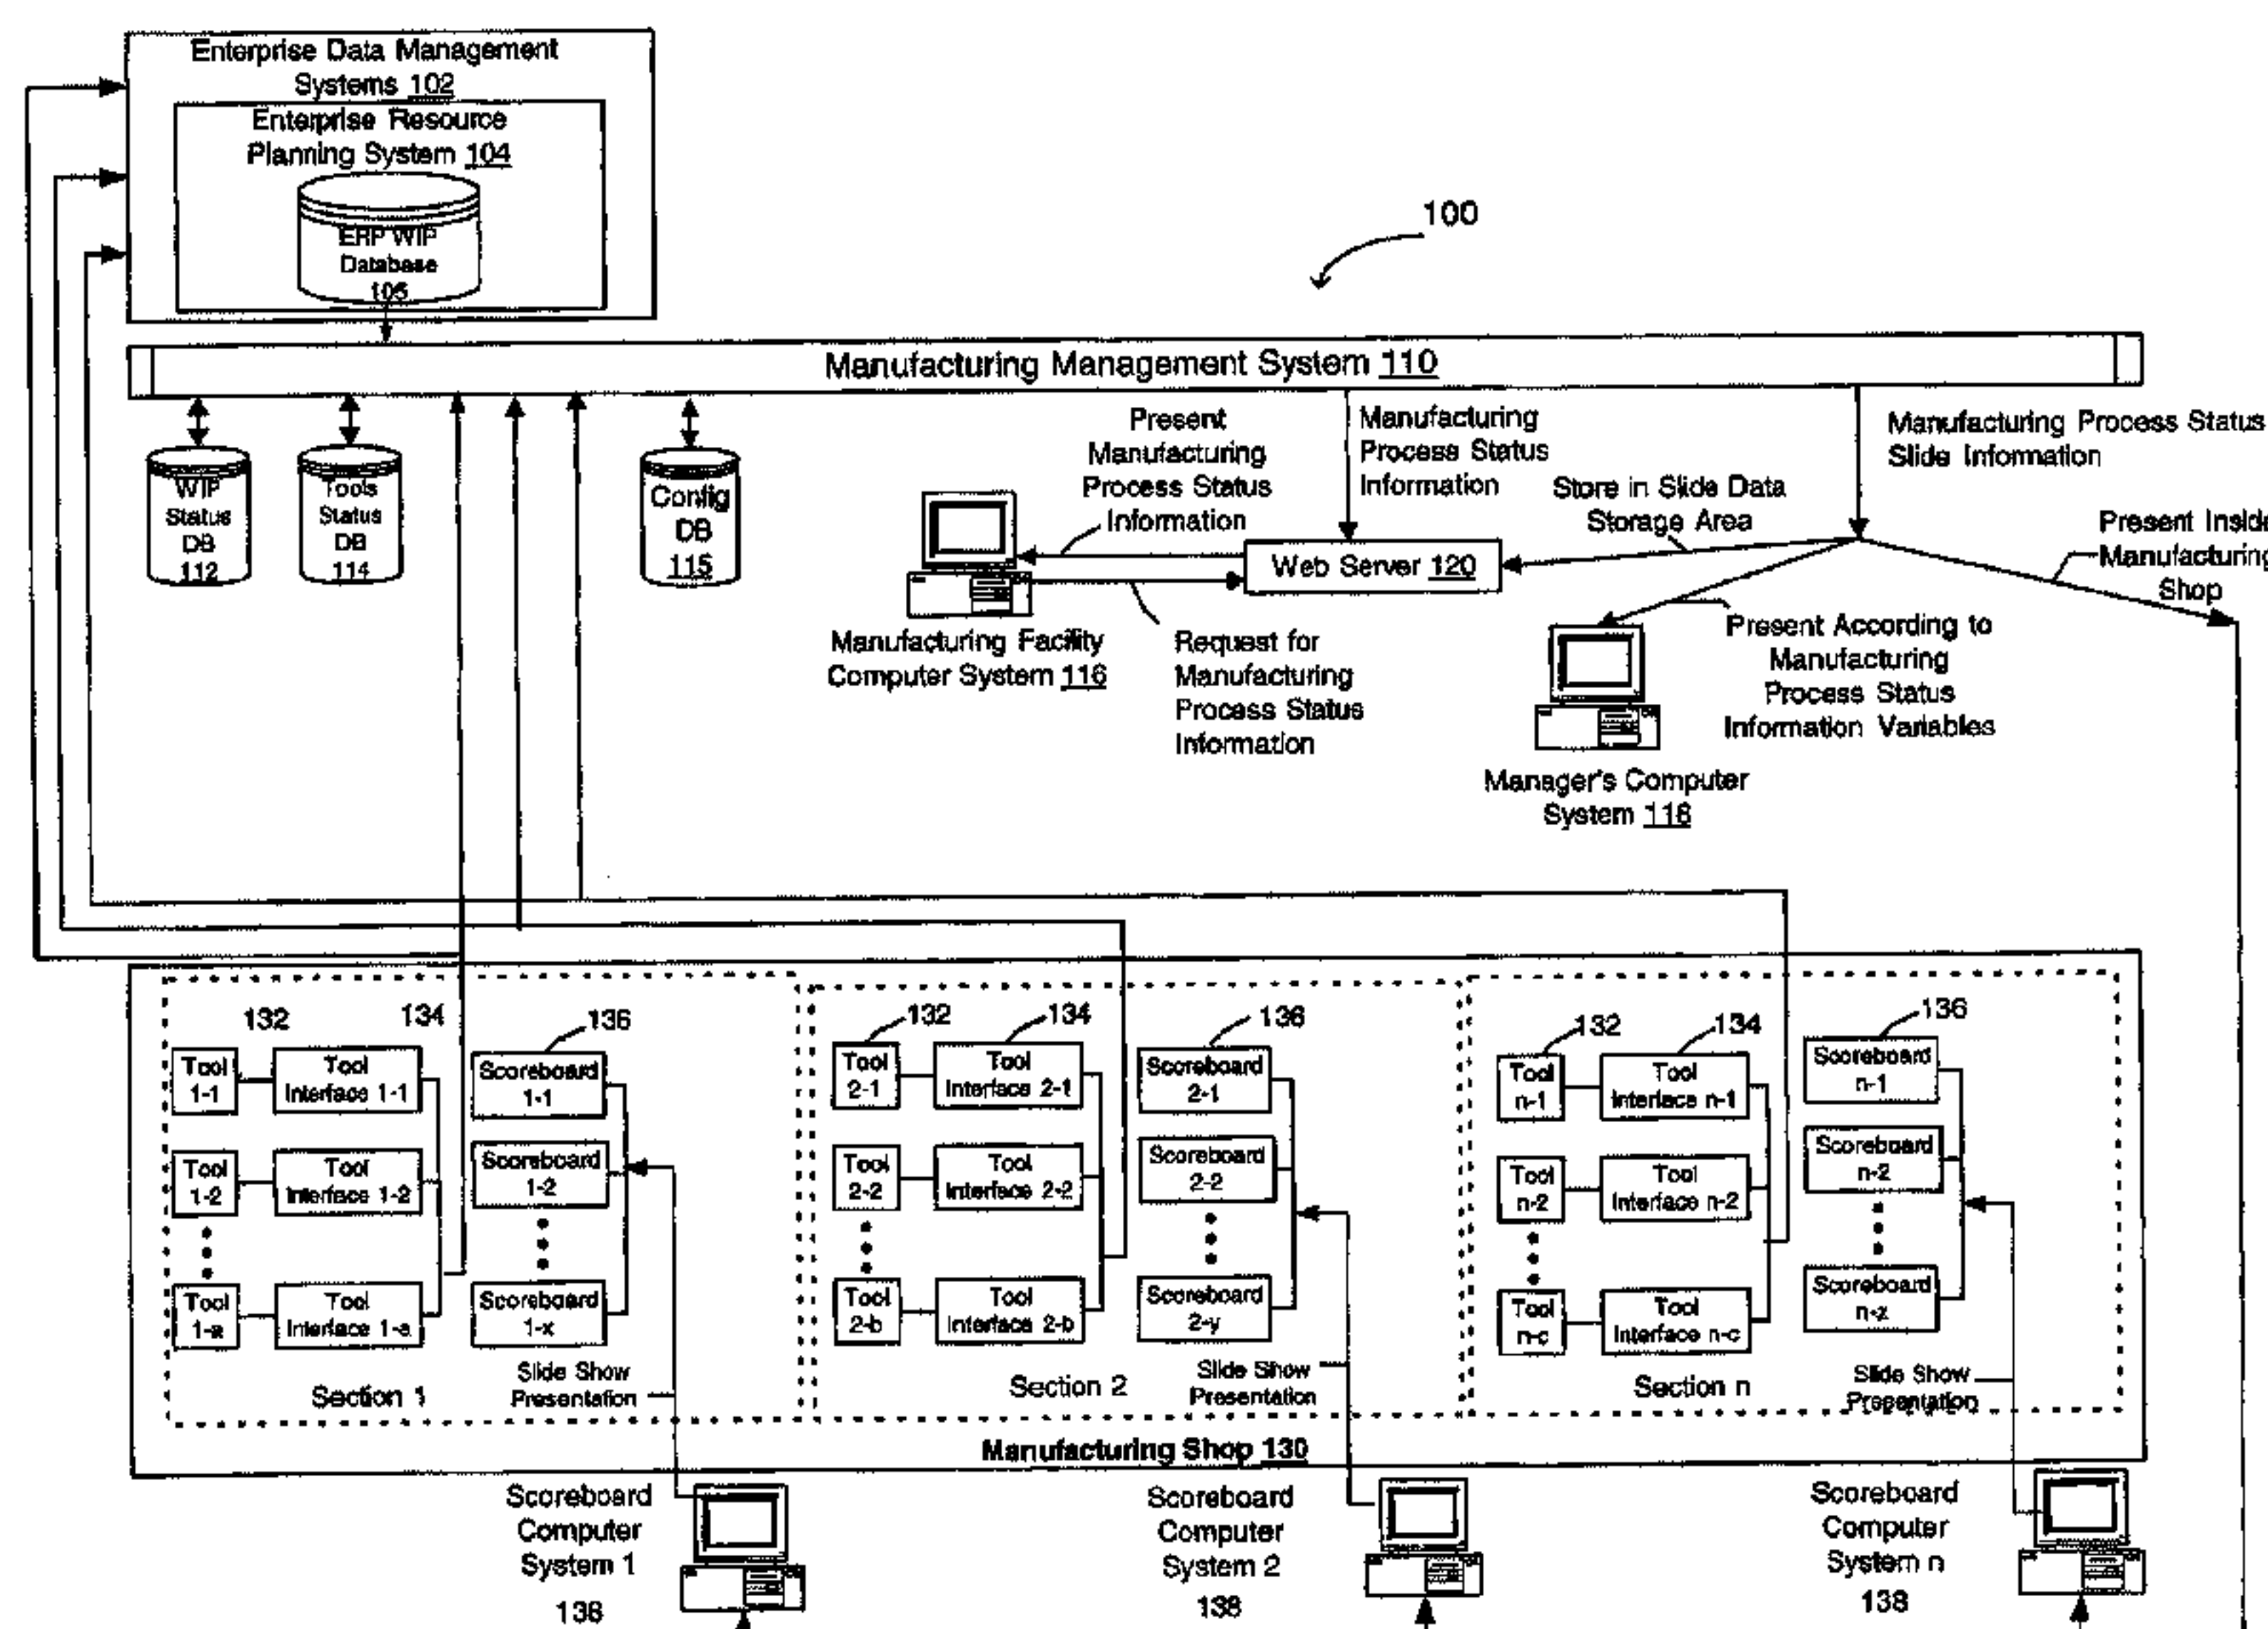 Enterprise Data Management
Systems 102
Enterprise Resource
Planning System 104
ERP WIP
Database
105
100
Manufacturing Management System 110
WIP
Status
DB
112
Tools
Status
DB
114
Config
DB
115
Present
Manufacturing
Process Status
Information
Manufacturing
Process Status
Information
Manufacturing Process Status
Slide Information
Store in Slide Data
Storage Area
Present Inside
Manufacturing
Shop
Web Server 120
Manufacturing Facility
Computer System 116
Request for
Manufacturing
Process Status
Information
Present According to
Manufacturing
Process Status
Information Variables
Manager's Computer
System 118
132
134
136
Tool
1-1
Tool
Interface 1-1
Scoreboard
1-1
Tool
1-2
Tool
Interface 1-2
Scoreboard
1-2
Tool
1-a
Tool
Interface 1-a
Scoreboard
1-x
Section 1
Slide Show
Presentation
132
134
136
Tool
2-1
Tool
Interface 2-1
Scoreboard
2-1
Tool
2-2
Tool
Interface 2-2
Scoreboard
2-2
Tool
2-b
Tool
Interface 2-b
Scoreboard
2-y
Section 2
Slide Show
Presentation
132
134
136
Tool
n-1
Tool
Interface n-1
Scoreboard
n-1
Tool
n-2
Tool
Interface n-2
Scoreboard
n-2
Tool
n-c
Tool
Interface n-c
Scoreboard
n-z
Section n
Slide Show
Presentation
Manufacturing Shop 130
Scoreboard
Computer
System 1
138
Scoreboard
Computer
System 2
138
Scoreboard
Computer
System n
138